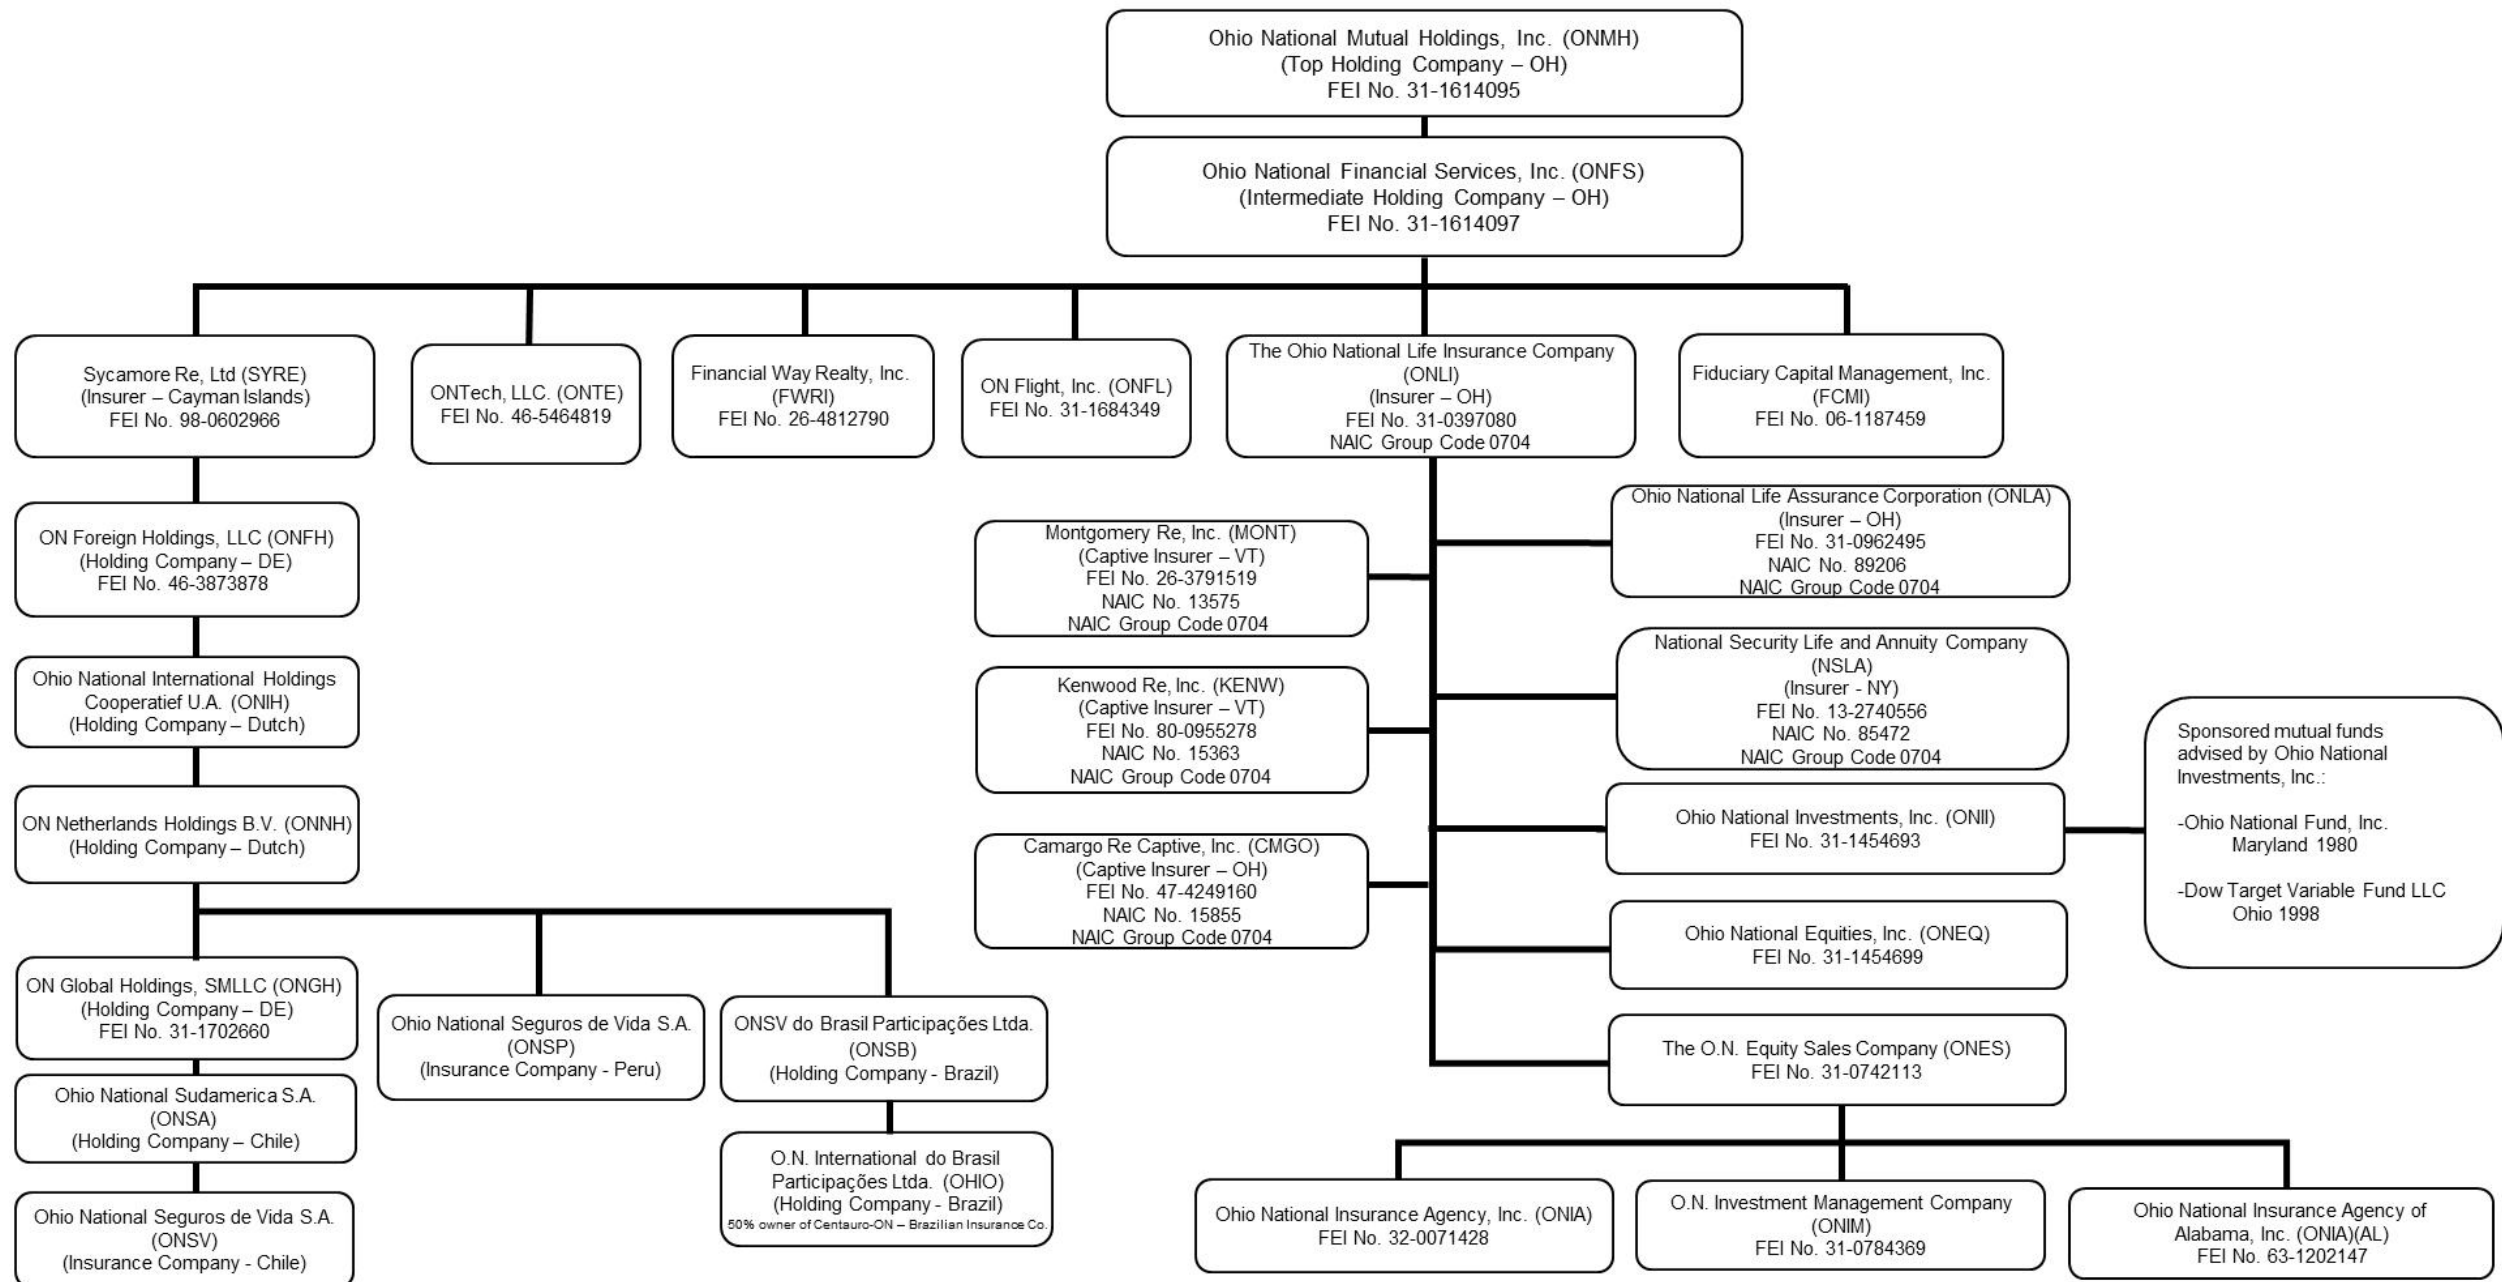 Ohio National Mutual Holdings, Inc. (ONMH)
(Top Holding Company – OH)
FEI No. 31-1614095
Ohio National Financial Services, Inc. (ONFS)
(Intermediate Holding Company – OH)
FEI No. 31-1614097
Sycamore Re, Ltd (SYRE)
(Insurer – Cayman Islands)
FEI No. 98-0602966
ONTech, LLC. (ONTE)
FEI No. 46-5464819
Financial Way Realty, Inc.
(FWRI)
FEI No. 26-4812790
ON Flight, Inc. (ONFL)
FEI No. 31-1684349
The Ohio National Life Insurance Company
(ONLI)
(Insurer – OH)
FEI No. 31-0397080
NAIC Group Code 0704
Fiduciary Capital Management, Inc.
(FCMI)
FEI No. 06-1187459
ON Foreign Holdings, LLC (ONFH)
(Holding Company – DE)
FEI No. 46-3873878
Ohio National International Holdings
Cooperatief U.A. (ONIH)
(Holding Company – Dutch)
ON Netherlands Holdings B.V. (ONNH)
(Holding Company – Dutch)
ON Global Holdings, SMLLC (ONGH)
(Holding Company – DE)
FEI No. 31-1702660
Ohio National Sudamerica S.A.
(ONSA)
(Holding Company – Chile)
Ohio National Seguros de Vida S.A.
(ONSV)
(Insurance Company - Chile)
Ohio National Seguros de Vida S.A.
(ONSP)
(Insurance Company - Peru)
ONSV do Brasil Participações Ltda.
(ONSB)
(Holding Company - Brazil)
O.N. International do Brasil
Participações Ltda. (OHIO)
(Holding Company - Brazil)
50% owner of Centauro-ON – Brazilian Insurance Co.
Montgomery Re, Inc. (MONT)
(Captive Insurer – VT)
FEI No. 26-3791519
NAIC No. 13575
NAIC Group Code 0704
Kenwood Re, Inc. (KENW)
(Captive Insurer – VT)
FEI No. 80-0955278
NAIC No. 15363
NAIC Group Code 0704
Camargo Re Captive, Inc. (CMGO)
(Captive Insurer – OH)
FEI No. 47-4249160
NAIC No. 15855
NAIC Group Code 0704
Ohio National Life Assurance Corporation (ONLA)
(Insurer – OH)
FEI No. 31-0962495
NAIC No. 89206
NAIC Group Code 0704
National Security Life and Annuity Company
(NSLA)
(Insurer - NY)
FEI No. 13-2740556
NAIC No. 85472
NAIC Group Code 0704
Ohio National Investments, Inc. (ONII)
FEI No. 31-1454693
Sponsored mutual funds
advised by Ohio National
Investments, Inc.:
-Ohio National Fund, Inc.
Maryland 1980
-Dow Target Variable Fund LLC
Ohio 1998
Ohio National Equities, Inc. (ONEQ)
FEI No. 31-1454699
The O.N. Equity Sales Company (ONES)
FEI No. 31-0742113
Ohio National Insurance Agency, Inc. (ONIA)
FEI No. 32-0071428
O.N. Investment Management Company
(ONIM)
FEI No. 31-0784369
Ohio National Insurance Agency of
Alabama, Inc. (ONIA)(AL)
FEI No. 63-1202147